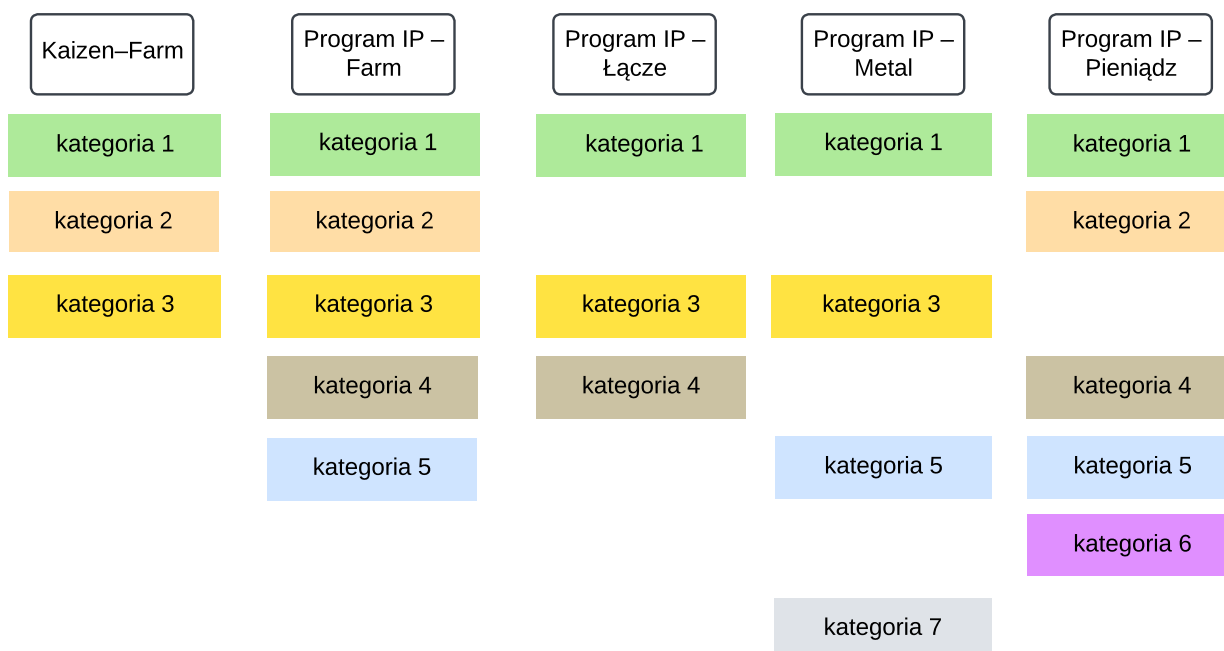 Kaizen–Farm
Program IP –
Farm
Program IP –
Łącze
Program IP –
Metal
Program IP –
Pieniądz
kategoria 1
kategoria 1
kategoria 1
kategoria 1
kategoria 1
kategoria 2
kategoria 2
kategoria 2
kategoria 3
kategoria 3
kategoria 3
kategoria 3
kategoria 4
kategoria 4
kategoria 4
kategoria 5
kategoria 5
kategoria 5
kategoria 6
kategoria 7